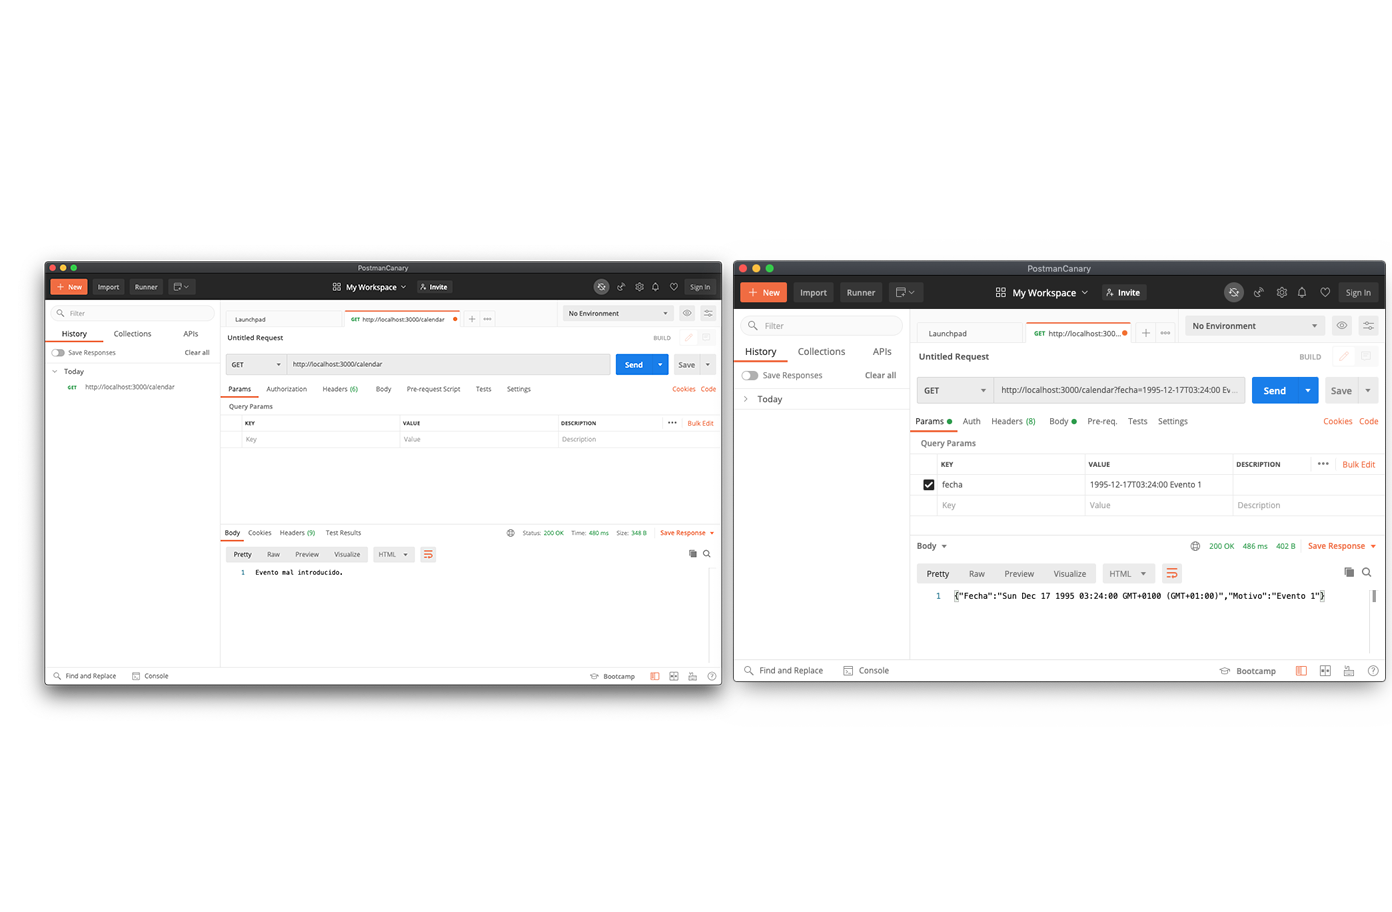 PostmanCanary
+ New Import Runner My Workspace Invite Sign In
Filter
History Collections APIs
Save Responses Clear all
Today
GET http://localhost:3000/calendar
Launchpad GET http://localhost:3000/calendar + ••• No Environment
Untitled Request BUILD
GET http://localhost:3000/calendar Send Save
Params Authorization Headers (6) Body Pre-request Script Tests Settings Cookies Code
Query Params
KEY VALUE DESCRIPTION ••• Bulk Edit
Key Value Description
Body Cookies Headers (9) Test Results Status: 200 OK Time: 480 ms Size: 348 B Save Response
Pretty Raw Preview Visualize HTML
1 Evento mal introducido.
Find and Replace Console Bootcamp ?
PostmanCanary
+ New Import Runner My Workspace Invite Sign In
Filter
History Collections APIs
Save Responses Clear all
Today
Launchpad GET http://localhost:300... + ••• No Environment
Untitled Request BUILD
GET http://localhost:3000/calendar?fecha=1995-12-17T03:24:00 Ev... Send Save
Params Auth Headers (8) Body Pre-req. Tests Settings Cookies Code
Query Params
KEY VALUE DESCRIPTION ••• Bulk Edit
fecha 1995-12-17T03:24:00 Evento 1
Key Value Description
Body 200 OK 486 ms 402 B Save Response
Pretty Raw Preview Visualize HTML
1 {"Fecha":"Sun Dec 17 1995 03:24:00 GMT+0100 (GMT+01:00)","Motivo":"Evento 1"}
Find and Replace Console Bootcamp ?